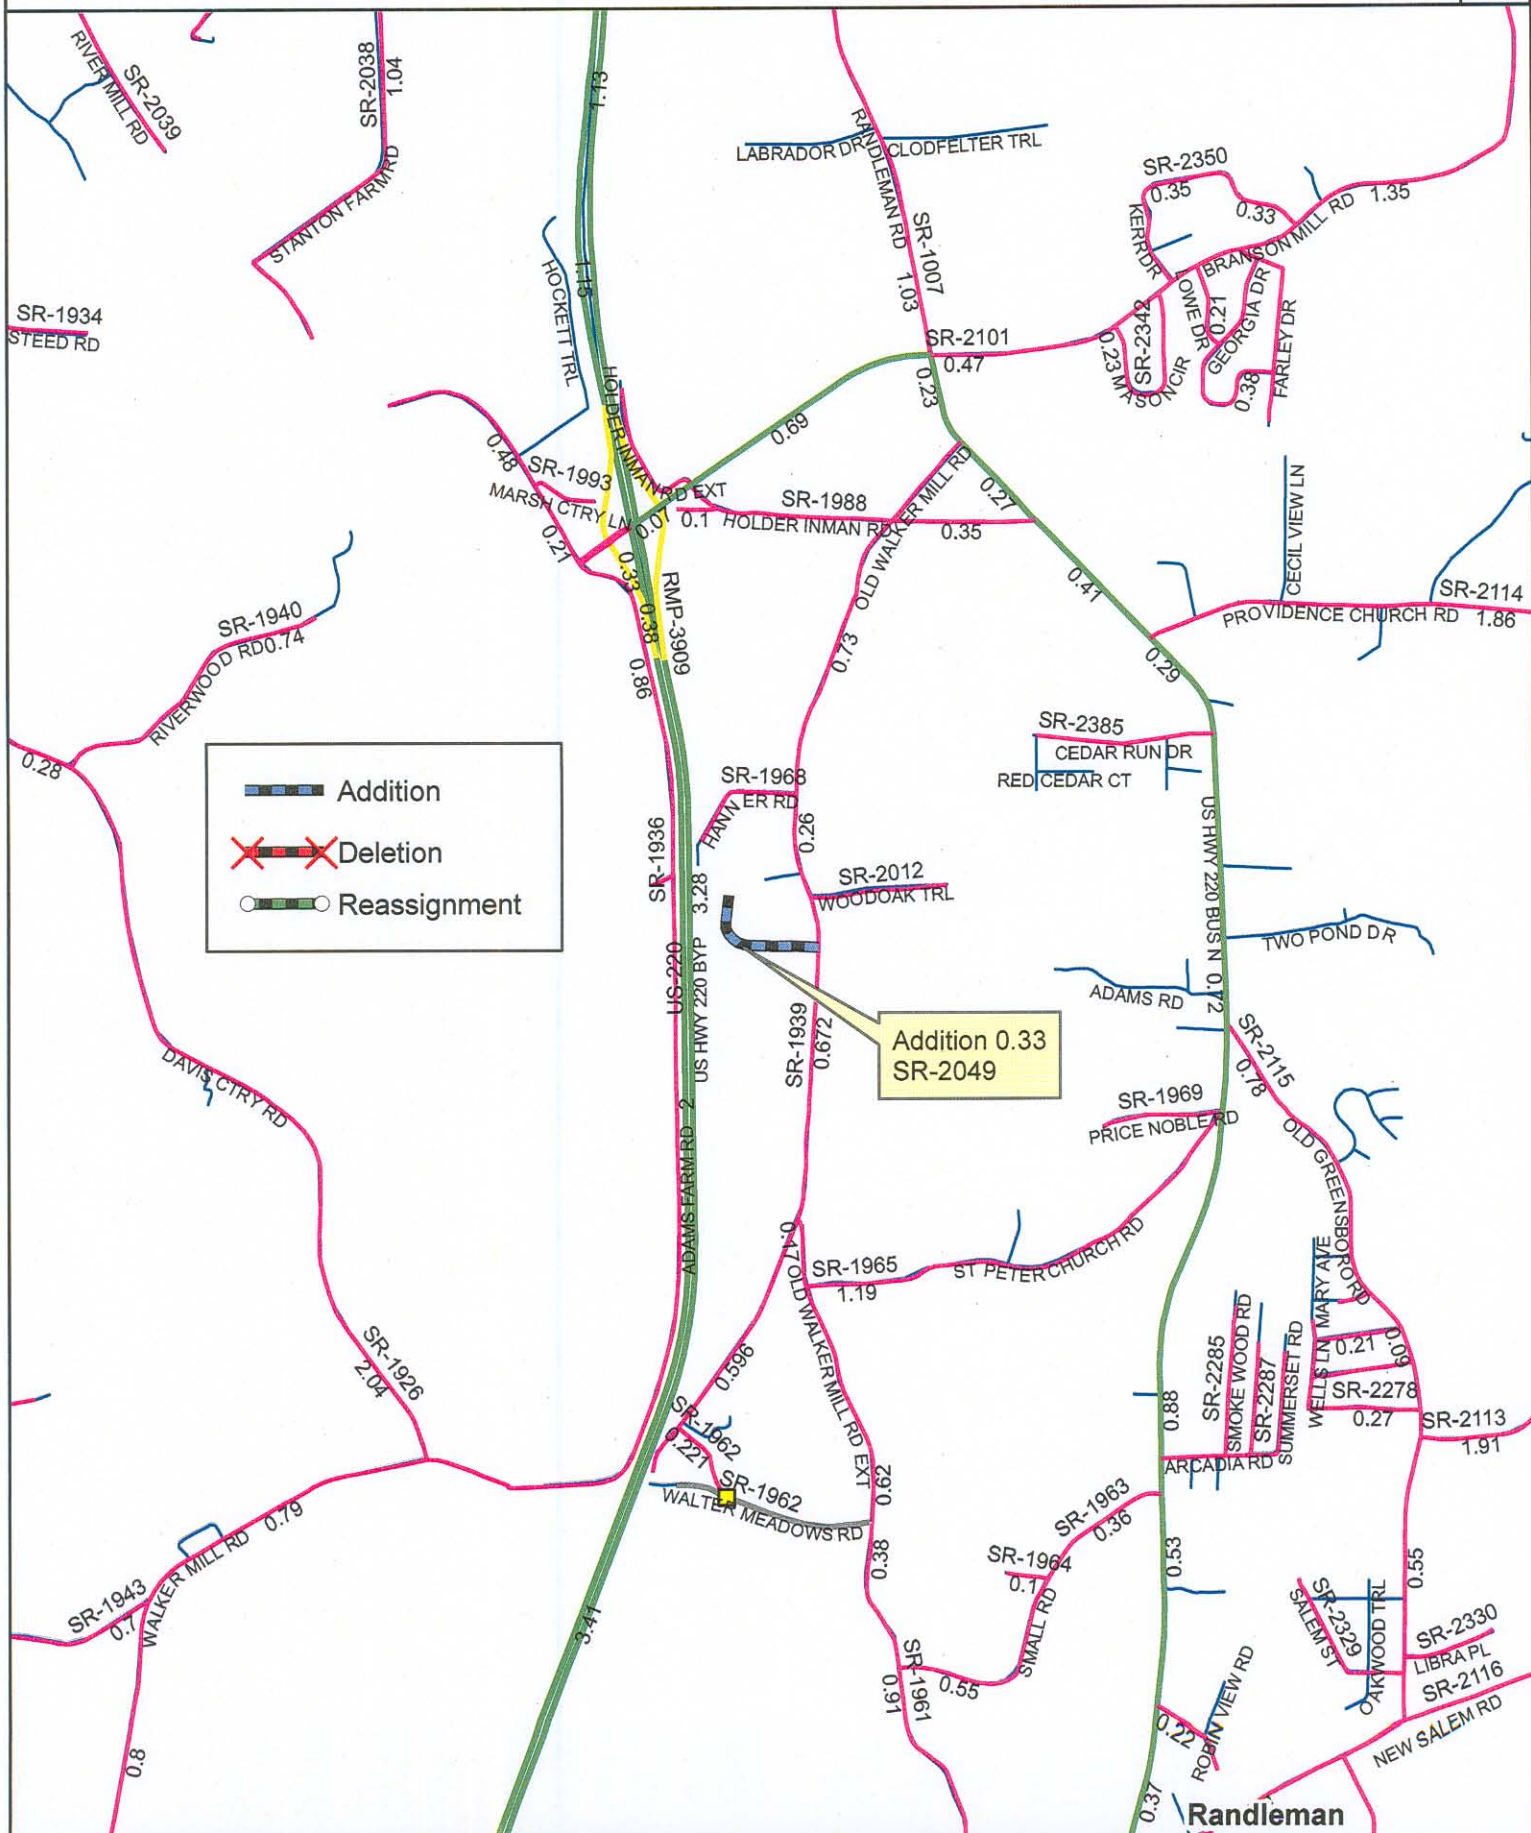 RIVER MILL RD
SR-2039
SR-2038
1.04
STANTON FARM RD
SR-1934
STEED RD
1.13
1.15
HOCKETT TRL
LABRADOR DR
CLODFELTER TRL
RANDLEMAN RD
SR-1007
1.03
SR-2350
0.35
0.33
KERR DR
BRANSON MILL RD
1.35
LOWE DR
0.21
GEORGIA DR
FARLEY DR
0.38
SR-2342
0.23
MASON CIR
SR-2101
0.47
0.23
0.69
HOLDER INMAN RD EXT
0.48
SR-1993
MARSH CTRY LN
0.21
0.07
0.1
SR-1988
HOLDER INMAN RD
0.35
OLD WALKER MILL RD
0.27
0.41
0.33
0.38
RMP-3909
0.86
0.73
CECIL VIEW LN
SR-2114
PROVIDENCE CHURCH RD
1.86
0.29
SR-1940
RIVERWOOD RD
0.74
0.28
Addition
Deletion
Reassignment
SR-2385
CEDAR RUN DR
RED CEDAR CT
SR-1968
HANNER RD
0.26
SR-1936
3.28
SR-2012
WOODOAK TRL
US-220
US HWY 220 BYP
US HWY 220 BUS N
0.72
TWO POND DR
ADAMS RD
Addition 0.33
SR-2049
SR-1939
0.672
DAVIS CTRY RD
ADAMS FARM RD
2
SR-2115
0.78
SR-1969
PRICE NOBLE RD
OLD GREENSBORO RD
0.17
OLD WALKER MILL RD EXT
SR-1965
1.19
ST PETER CHURCH RD
MARY AVE
SR-1926
2.04
0.596
SR-2285
SMOKE WOOD RD
SR-2287
SUMMERSET RD
WELLS LN
0.21
0.09
SR-2278
0.27
SR-2113
1.91
0.88
SR-1962
0.221
SR-1962
WALTER MEADOWS RD
0.62
ARCADIA RD
0.79
WALKER MILL RD
SR-1943
0.7
0.8
3.41
0.38
SR-1963
0.36
SR-1964
0.1
SMALL RD
0.53
0.55
SR-2329
SALEM ST
OAKWOOD TRL
SR-2330
LIBRA PL
SR-2116
NEW SALEM RD
SR-1961
0.91
0.55
0.22
ROBIN VIEW RD
0.37
Randleman